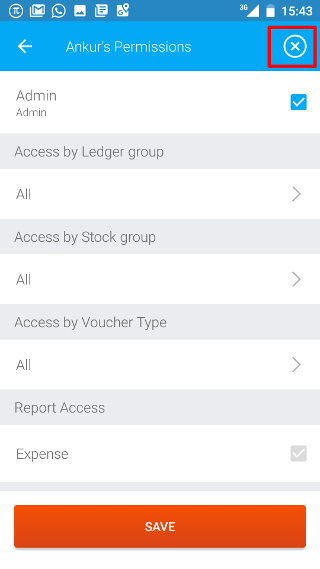 3G 15:43
Ankur's Permissions
Admin
Admin
Access by Ledger group
All
Access by Stock group
All
Access by Voucher Type
All
Report Access
Expense
SAVE